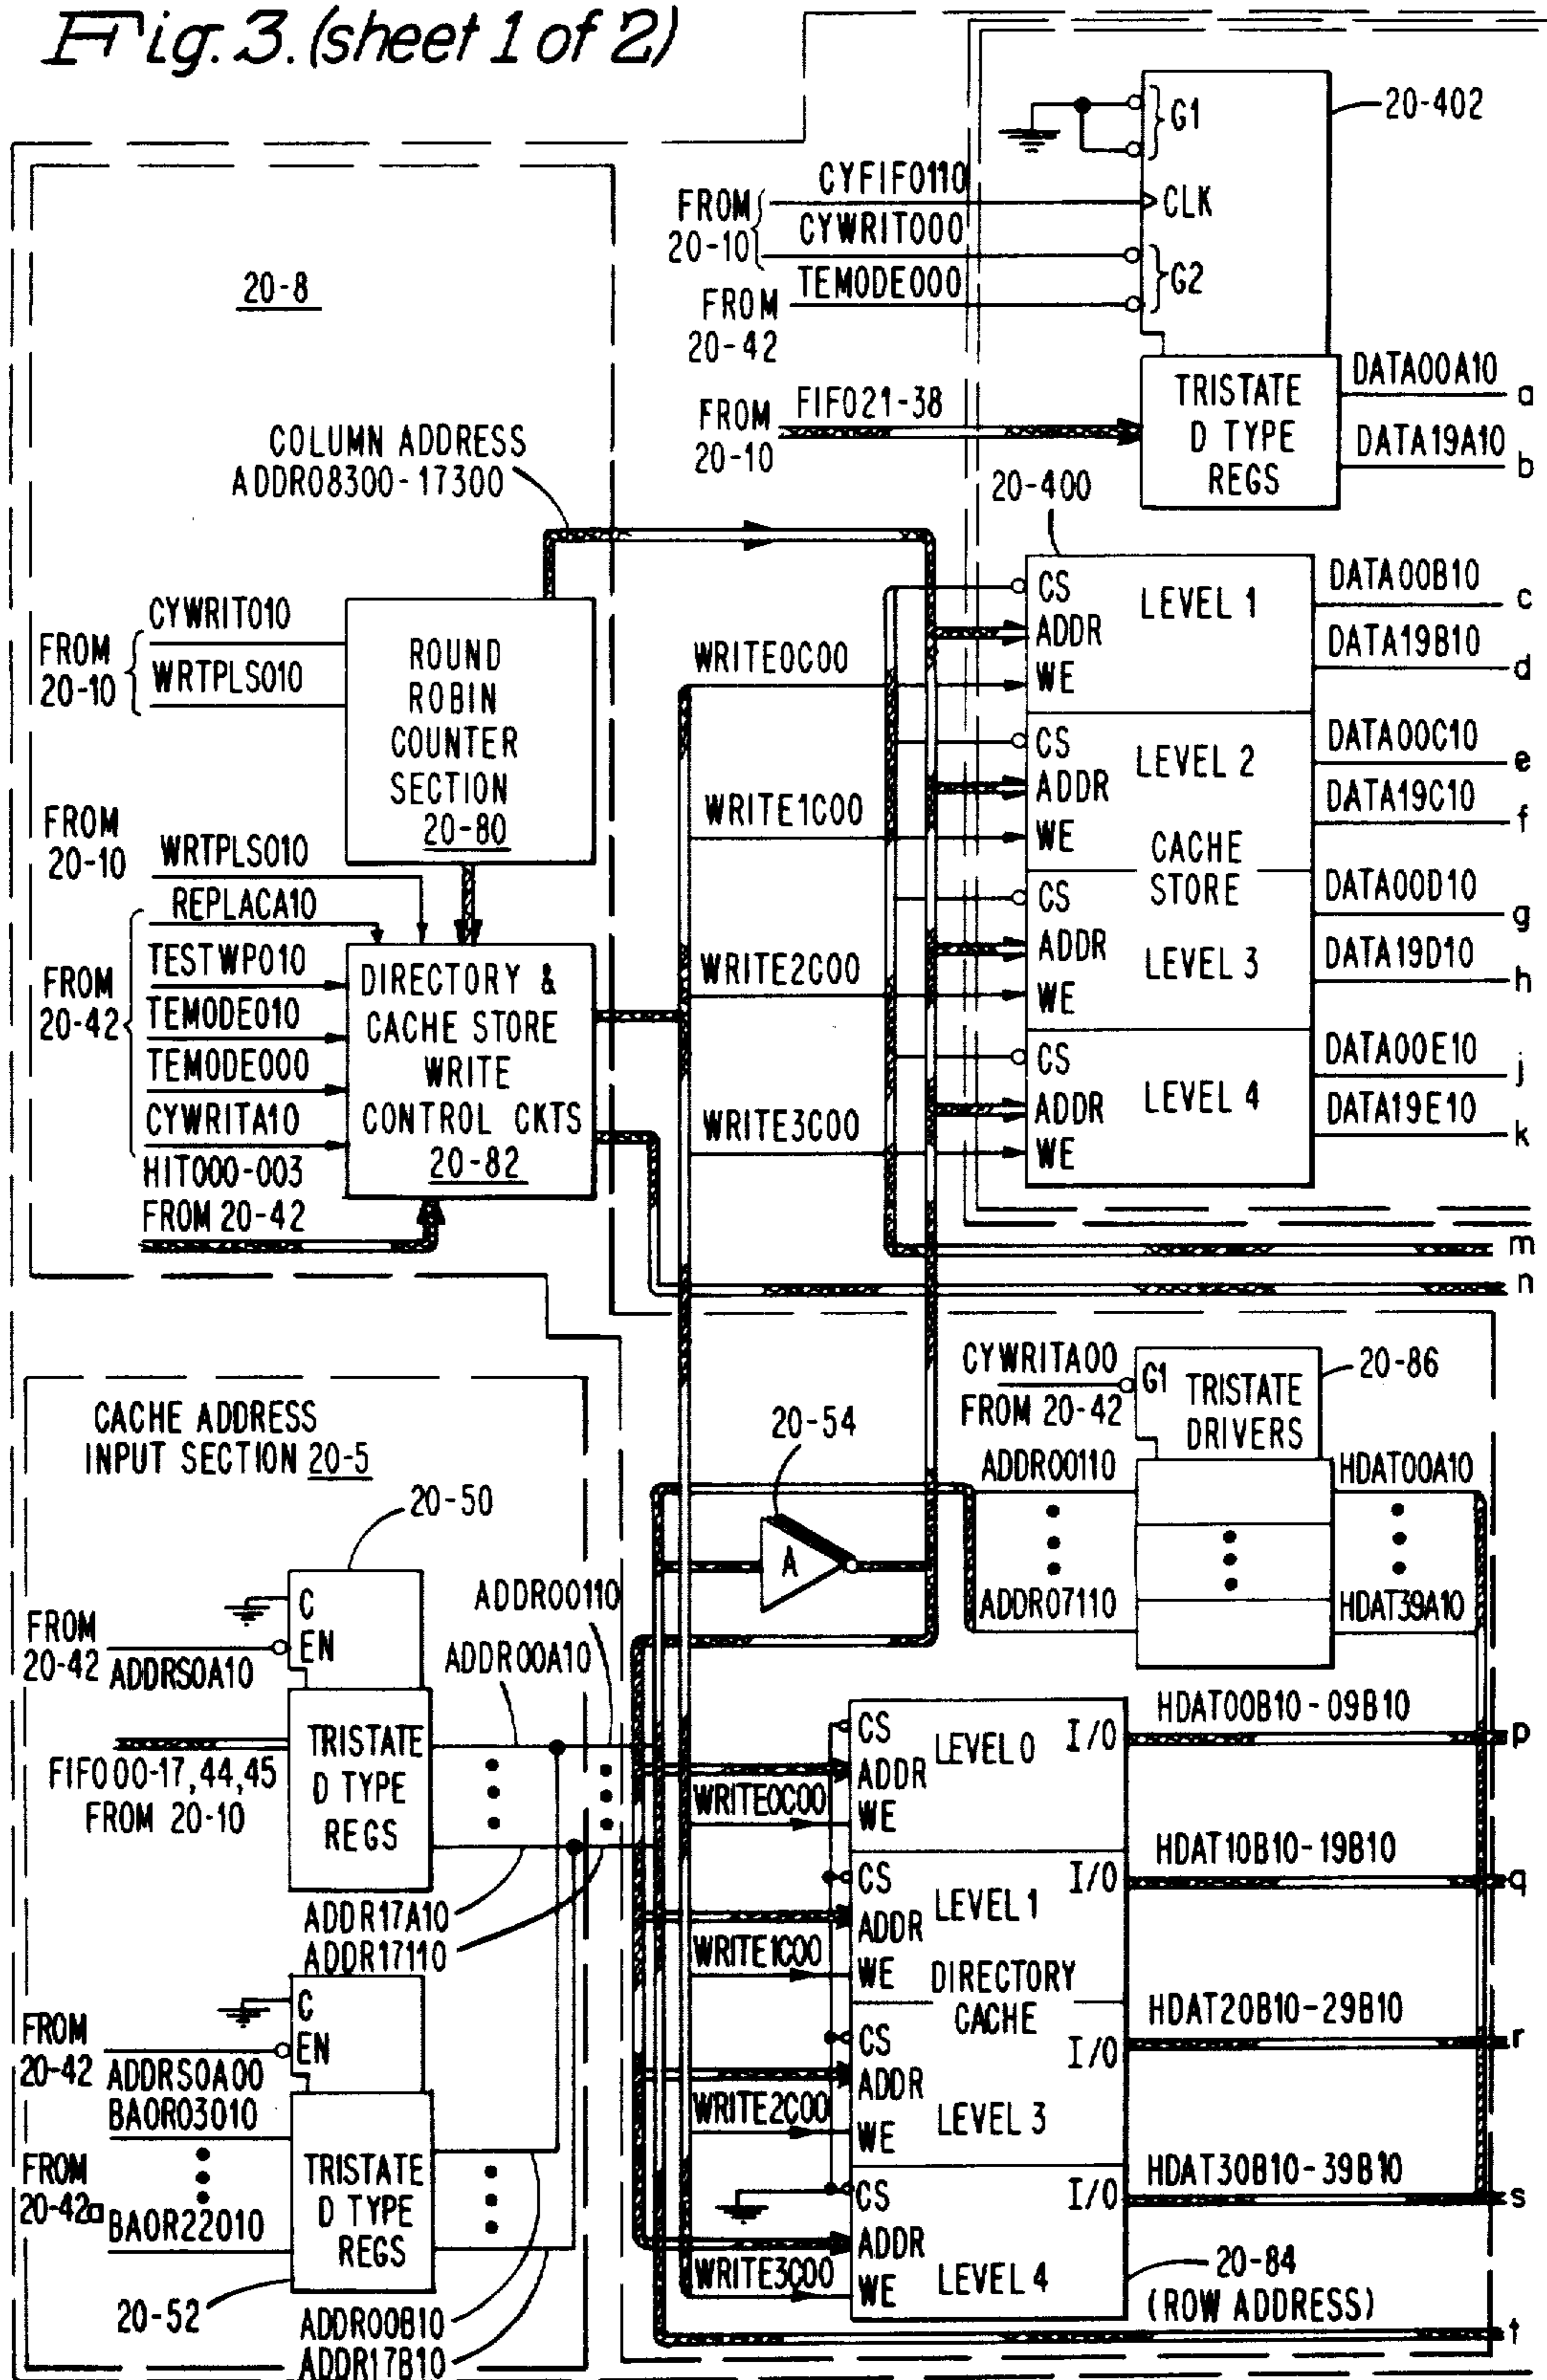 Fig. 3. (sheet 1 of 2)
20-402
G1
CLK
G2
CYFIFO110
FROM
20-10
CYWRIT000
TEMODE000
FROM
20-42
20-8
TRISTATE
D TYPE
REGS
DATA00A10
a
DATA19A10
b
FIFO21-38
FROM
20-10
COLUMN ADDRESS
ADDR08300-17300
20-400
CYWRIT010
FROM
20-10
WRTPLS010
ROUND
ROBIN
COUNTER
SECTION
20-80
CS
ADDR
WE
LEVEL 1
DATA00B10
c
DATA19B10
d
WRITE0C00
CS
ADDR
WE
LEVEL 2
DATA00C10
e
DATA19C10
f
WRITE1C00
CACHE
STORE
CS
ADDR
WE
LEVEL 3
DATA00D10
g
DATA19D10
h
WRITE2C00
CS
ADDR
WE
LEVEL 4
DATA00E10
j
DATA19E10
k
WRITE3C00
FROM
20-10
WRTPLS010
REPLACA10
TESTWP010
FROM
20-42
TEMODE010
TEMODE000
CYWRITA10
HIT000-003
FROM 20-42
DIRECTORY &
CACHE STORE
WRITE
CONTROL CKTS
20-82
m
n
CYWRITA00
FROM 20-42
G1
TRISTATE
DRIVERS
20-86
CACHE ADDRESS
INPUT SECTION 20-5
20-54
A
ADDR00110
HDAT00A10
ADDR07110
HDAT39A10
20-50
C
EN
FROM
20-42
ADDRS0A10
ADDR00110
ADDR00A10
TRISTATE
D TYPE
REGS
FIFO00-17,44,45
FROM 20-10
ADDR17A10
ADDR17110
CS
ADDR
WE
LEVEL 0
I/O
HDAT00B10-09B10
p
WRITE0C00
CS
ADDR
WE
LEVEL 1
I/O
HDAT10B10-19B10
q
WRITE1C00
DIRECTORY
CACHE
CS
ADDR
WE
LEVEL 3
I/O
HDAT20B10-29B10
r
WRITE2C00
CS
ADDR
WE
LEVEL 4
I/O
HDAT30B10-39B10
s
WRITE3C00
20-84
(ROW ADDRESS)
t
C
EN
FROM
20-42
ADDRS0A00
BAOR03010
FROM
20-42
BAOR22010
TRISTATE
D TYPE
REGS
20-52
ADDR00B10
ADDR17B10